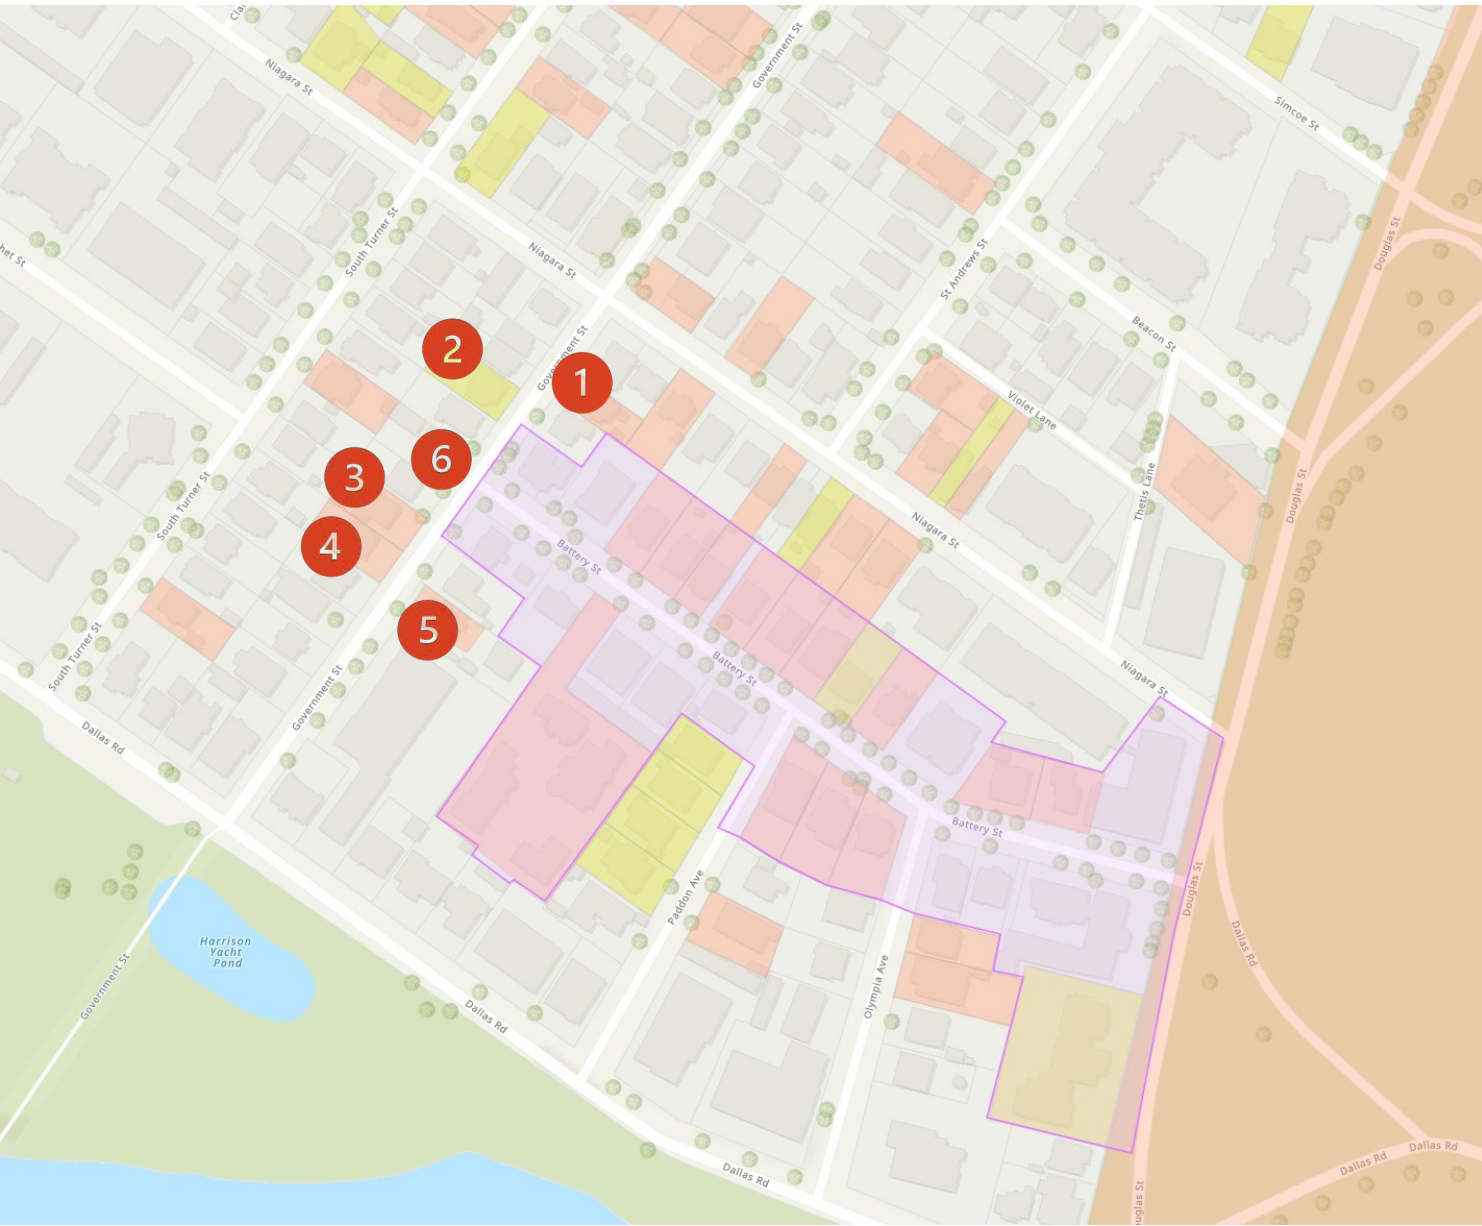 Niagara St
Government St
Simcoe St
South Turner St
Niagara St
St Andrews St
Douglas St
Beacon St
Government St
Violet Lane
2
1
6
3
4
5
Thetis Lane
Douglas St
South Turner St
Niagara St
Battery St
South Turner St
Battery St
Niagara St
Government St
Dallas Rd
Battery St
Paddon Ave
Douglas St
Harrison
Yacht
Pond
Dallas Rd
Government St
Olympia Ave
Dallas Rd
Dallas Rd
Dallas Rd
Dallas Rd